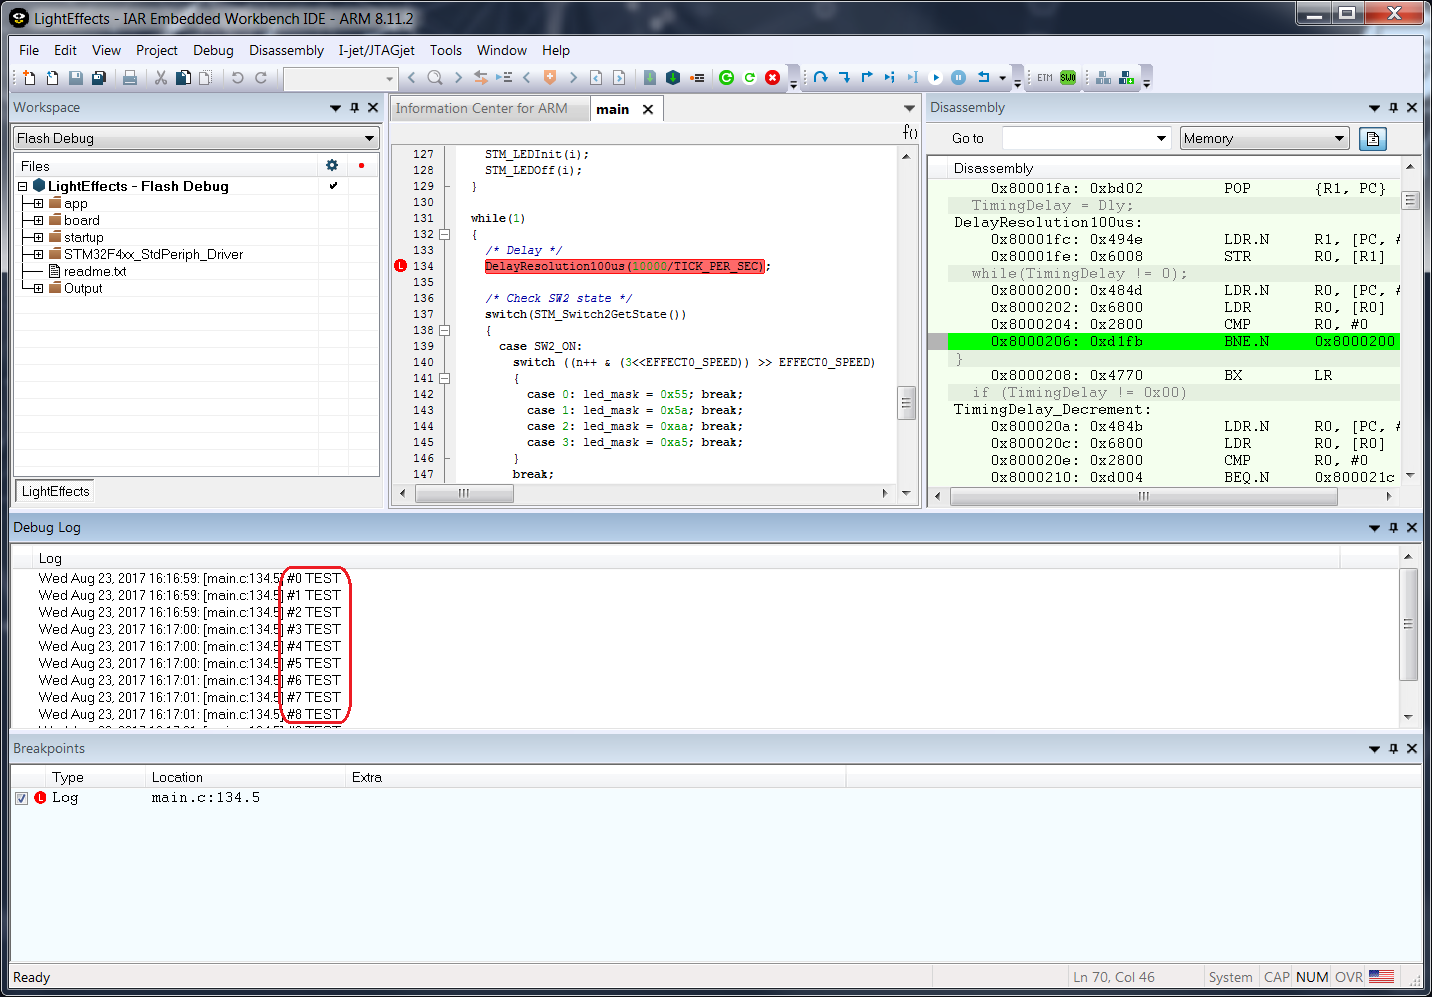 LightEffects - IAR Embedded Workbench IDE - ARM 8.11.2
File Edit View Project Debug Disassembly I-jet/JTAGjet Tools Window Help
ETM SWO
Workspace
Flash Debug
Files
LightEffects - Flash Debug
app
board
startup
STM32F4xx_StdPeriph_Driver
readme.txt
Output
LightEffects
Information Center for ARM main
f()
127 STM_LEDInit(i);
128 STM_LEDOff(i);
129 }
130
131 while(1)
132 {
133 /* Delay */
134 DelayResolution100us(10000/TICK_PER_SEC);
135
136 /* Check SW2 state */
137 switch(STM_Switch2GetState())
138 {
139 case SW2_ON:
140 switch ((n++ & (3<<EFFECT0_SPEED)) >> EFFECT0_SPEED)
141 {
142 case 0: led_mask = 0x55; break;
143 case 1: led_mask = 0x5a; break;
144 case 2: led_mask = 0xaa; break;
145 case 3: led_mask = 0xa5; break;
146 }
147 break;
Disassembly
Go to Memory
Disassembly
0x80001fa: 0xbd02 POP {R1, PC}
TimingDelay = Dly;
DelayResolution100us:
0x80001fc: 0x494e LDR.N R1, [PC, #
0x80001fe: 0x6008 STR R0, [R1]
while(TimingDelay != 0);
0x8000200: 0x484d LDR.N R0, [PC, #
0x8000202: 0x6800 LDR R0, [R0]
0x8000204: 0x2800 CMP R0, #0
0x8000206: 0xd1fb BNE.N 0x8000200
}
0x8000208: 0x4770 BX LR
if (TimingDelay != 0x00)
TimingDelay_Decrement:
0x800020a: 0x484b LDR.N R0, [PC, #
0x800020c: 0x6800 LDR R0, [R0]
0x800020e: 0x2800 CMP R0, #0
0x8000210: 0xd004 BEQ.N 0x800021c
Debug Log
Log
Wed Aug 23, 2017 16:16:59: [main.c:134.5] #0 TEST
Wed Aug 23, 2017 16:16:59: [main.c:134.5] #1 TEST
Wed Aug 23, 2017 16:16:59: [main.c:134.5] #2 TEST
Wed Aug 23, 2017 16:17:00: [main.c:134.5] #3 TEST
Wed Aug 23, 2017 16:17:00: [main.c:134.5] #4 TEST
Wed Aug 23, 2017 16:17:00: [main.c:134.5] #5 TEST
Wed Aug 23, 2017 16:17:01: [main.c:134.5] #6 TEST
Wed Aug 23, 2017 16:17:01: [main.c:134.5] #7 TEST
Wed Aug 23, 2017 16:17:01: [main.c:134.5] #8 TEST
Breakpoints
Type Location Extra
L Log main.c:134.5
Ready Ln 70, Col 46 System CAP NUM OVR